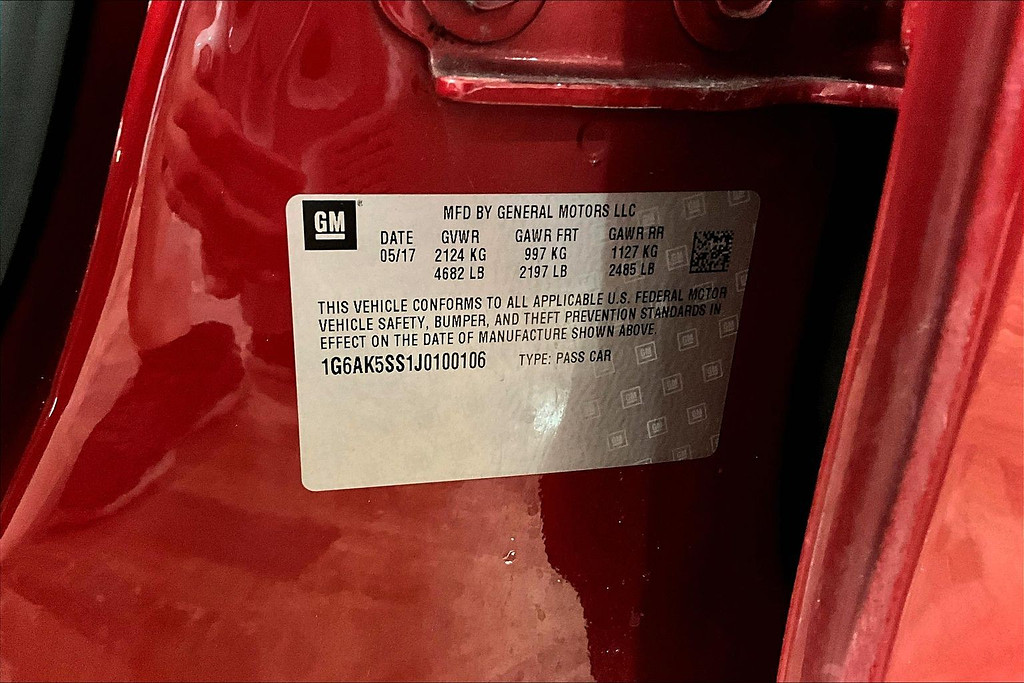 GM
MFD BY GENERAL MOTORS LLC
DATE GVWR GAWR FRT GAWR RR
05/17 2124 KG 997 KG 1127 KG
4682 LB 2197 LB 2485 LB
THIS VEHICLE CONFORMS TO ALL APPLICABLE U.S. FEDERAL MOTOR
VEHICLE SAFETY, BUMPER, AND THEFT PREVENTION STANDARDS IN
EFFECT ON THE DATE OF MANUFACTURE SHOWN ABOVE.
1G6AK5SS1J0100106 TYPE: PASS CAR